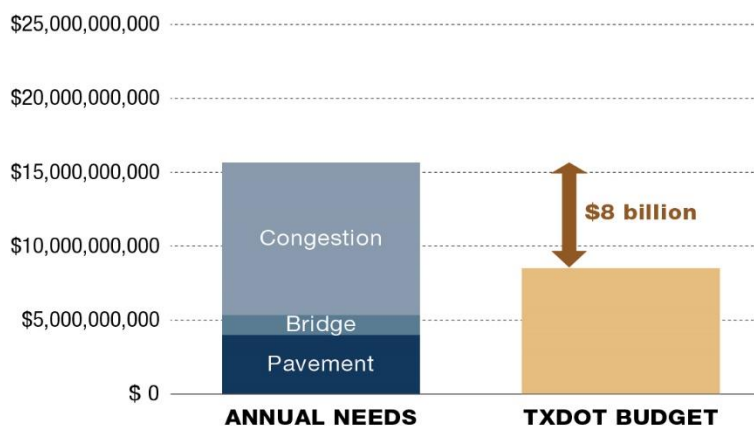 $25,000,000,000
$20,000,000,000
$15,000,000,000
$8 billion
Congestion
$10,000,000,000
$5,000,000,000
Bridge
Pavement
$ 0
ANNUAL NEEDS
TXDOT BUDGET